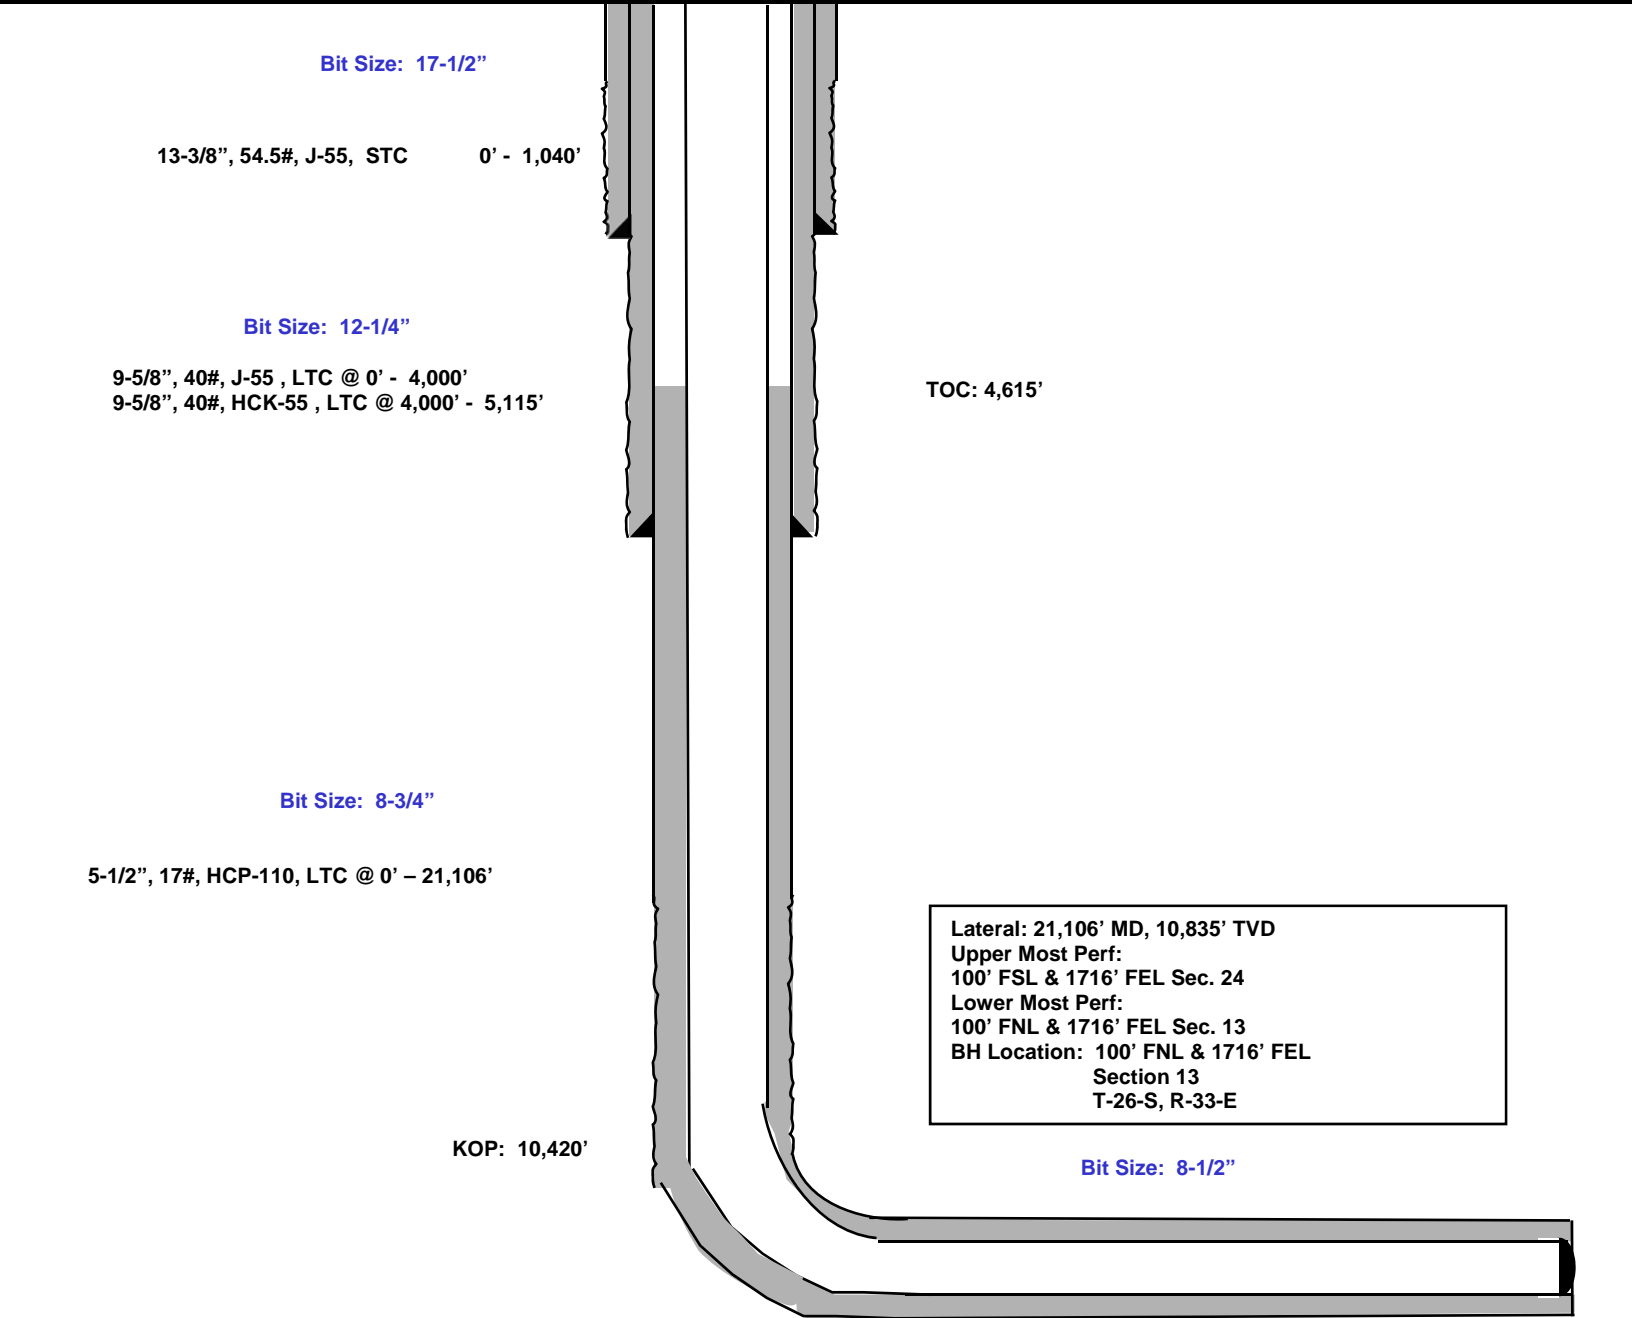 Bit Size: 17-1/2”
13-3/8”, 54.5#, J-55, STC 0’ - 1,040’
Bit Size: 12-1/4”
9-5/8”, 40#, J-55 , LTC @ 0’ - 4,000’
9-5/8”, 40#, HCK-55 , LTC @ 4,000’ - 5,115’
TOC: 4,615’
Bit Size: 8-3/4”
5-1/2”, 17#, HCP-110, LTC @ 0’ – 21,106’
Lateral: 21,106’ MD, 10,835’ TVD
Upper Most Perf:
100’ FSL & 1716’ FEL Sec. 24
Lower Most Perf:
100’ FNL & 1716’ FEL Sec. 13
BH Location: 100’ FNL & 1716’ FEL
Section 13
T-26-S, R-33-E
KOP: 10,420’
Bit Size: 8-1/2”